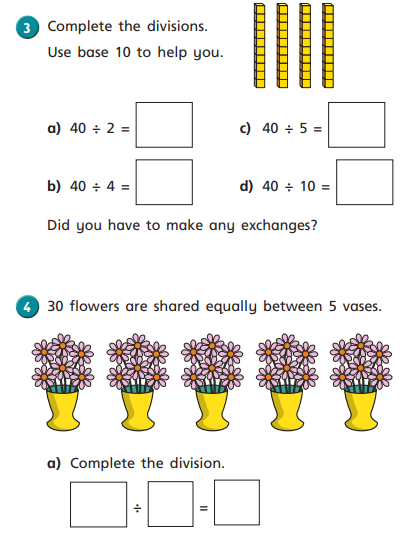 3 Complete the divisions.
Use base 10 to help you.
a) 40 ÷ 2 =
c) 40 ÷ 5 =
b) 40 ÷ 4 =
d) 40 ÷ 10 =
Did you have to make any exchanges?
4 30 flowers are shared equally between 5 vases.
a) Complete the division.
÷ =